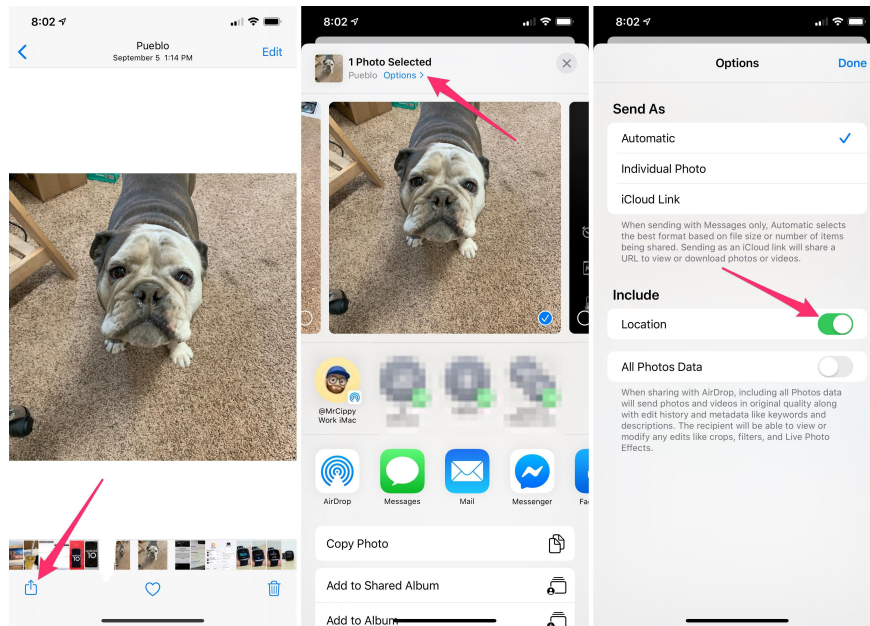 8:02
Pueblo
September 5 1:14 PM
Edit
10
10
8:02
1 Photo Selected
Pueblo Options >
@MrCippy
Work iMac
AirDrop
Messages
Mail
Messenger
Fa
Copy Photo
Add to Shared Album
Add to Album
8:02
Options
Done
Send As
Automatic
Individual Photo
iCloud Link
When sending with Messages only, Automatic selects
the best format based on file size or number of items
being shared. Sending as an iCloud link will share a
URL to view or download photos or videos.
Include
Location
All Photos Data
When sharing with AirDrop, including all Photos data
will send photos and videos in original quality along
with edit history and metadata like keywords and
descriptions. The recipient will be able to view or
modify any edits like crops, filters, and Live Photo
Effects.